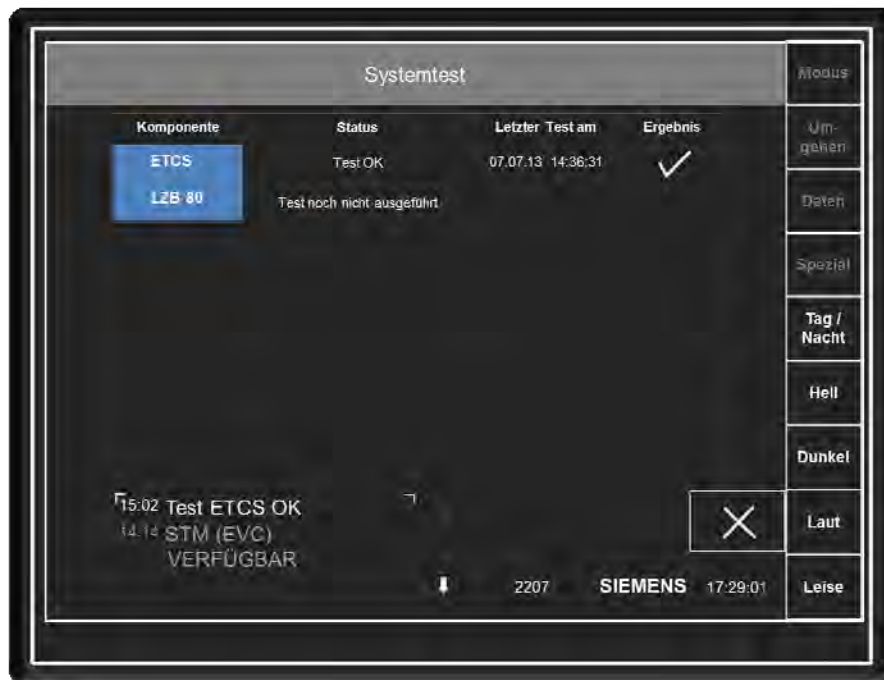 Systemtest
Komponente Status Letzter Test am Ergebnis
ETCS Test OK 07.07.13 14:36:31
LZB 80 Test noch nicht ausgeführt
15:02 Test ETCS OK
14:14 STM (EVC)
VERFÜGBAR
2207 SIEMENS 17:29:01
Modus
Um-
gehen
Daten
Spezial
Tag /
Nacht
Hell
Dunkel
Laut
Leise